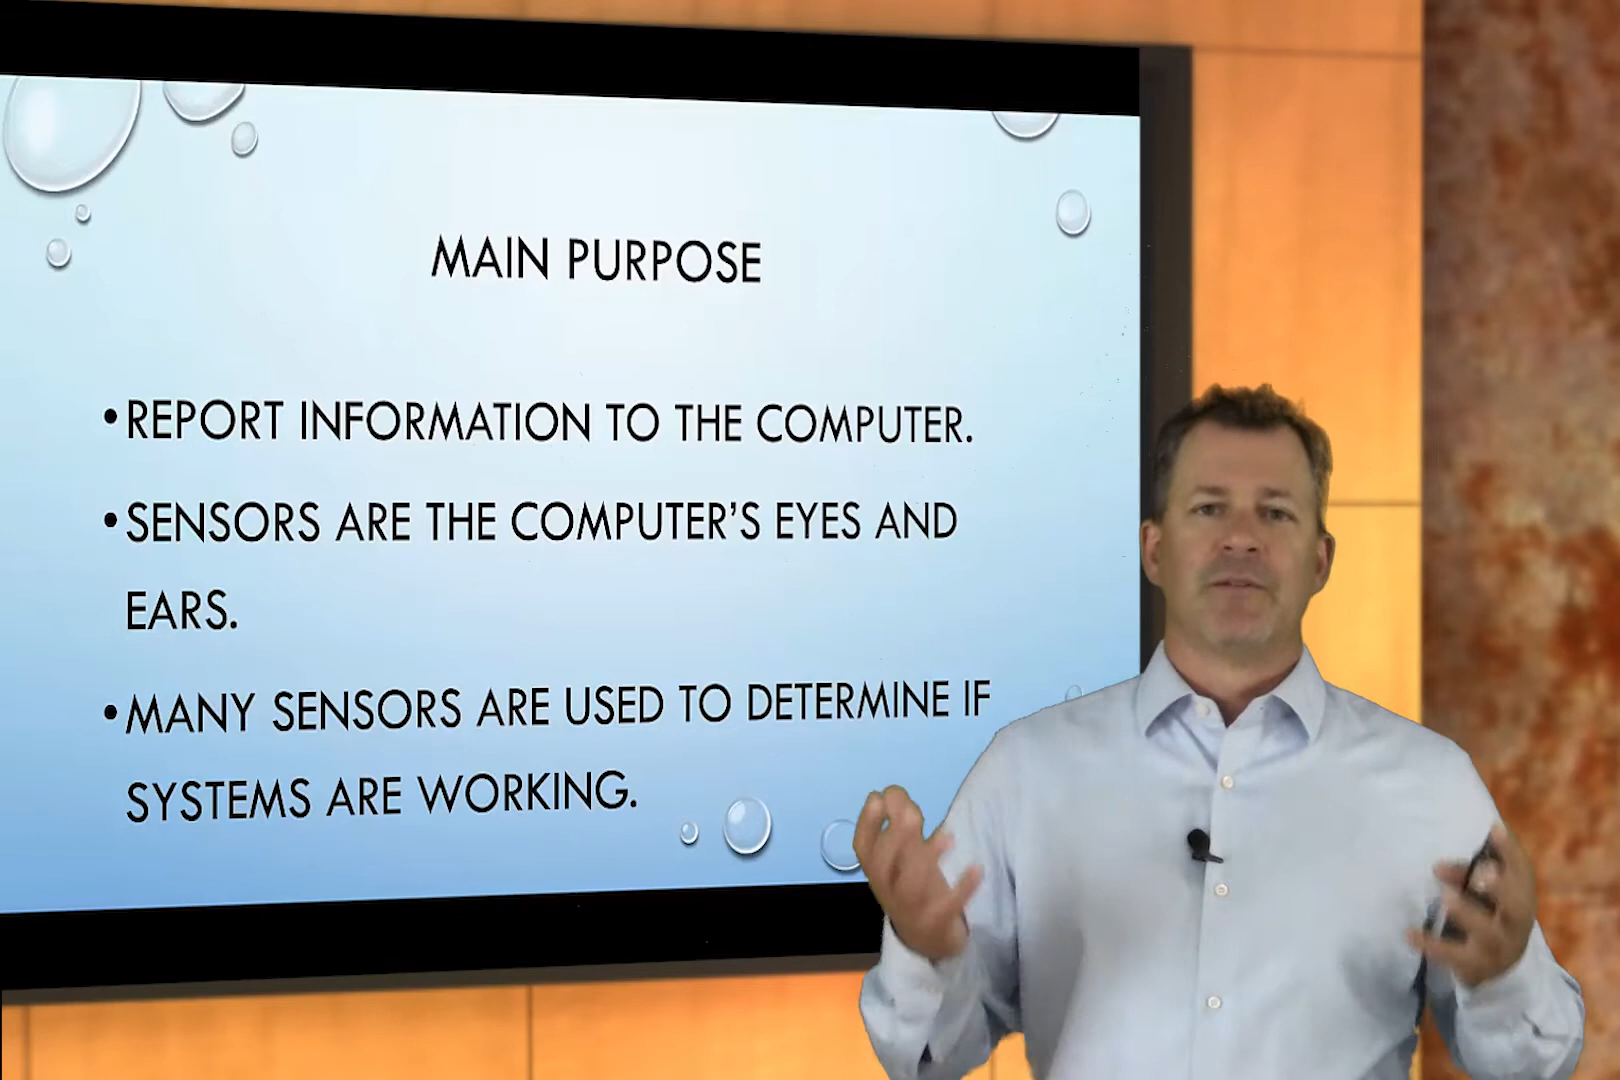 MAIN PURPOSE
•REPORT INFORMATION TO THE COMPUTER.
•SENSORS ARE THE COMPUTER'S EYES AND
EARS.
•MANY SENSORS ARE USED TO DETERMINE IF
SYSTEMS ARE WORKING.